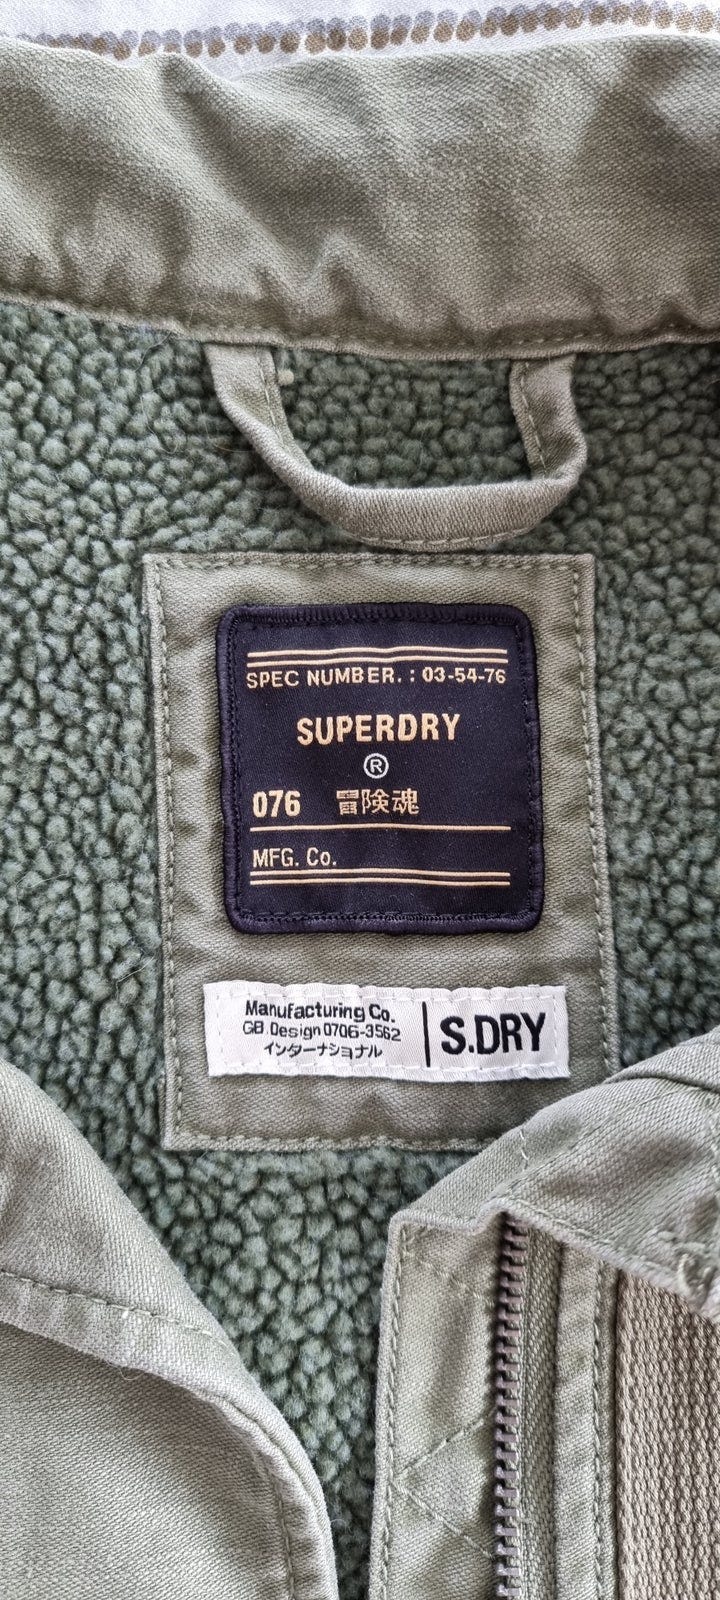 SPEC NUMBER. : 03-54-76
SUPERDRY
®
076 冒険魂
MFG. Co.
Manufacturing Co.
GB.Design 0706-3562
インターナショナル
S.DRY